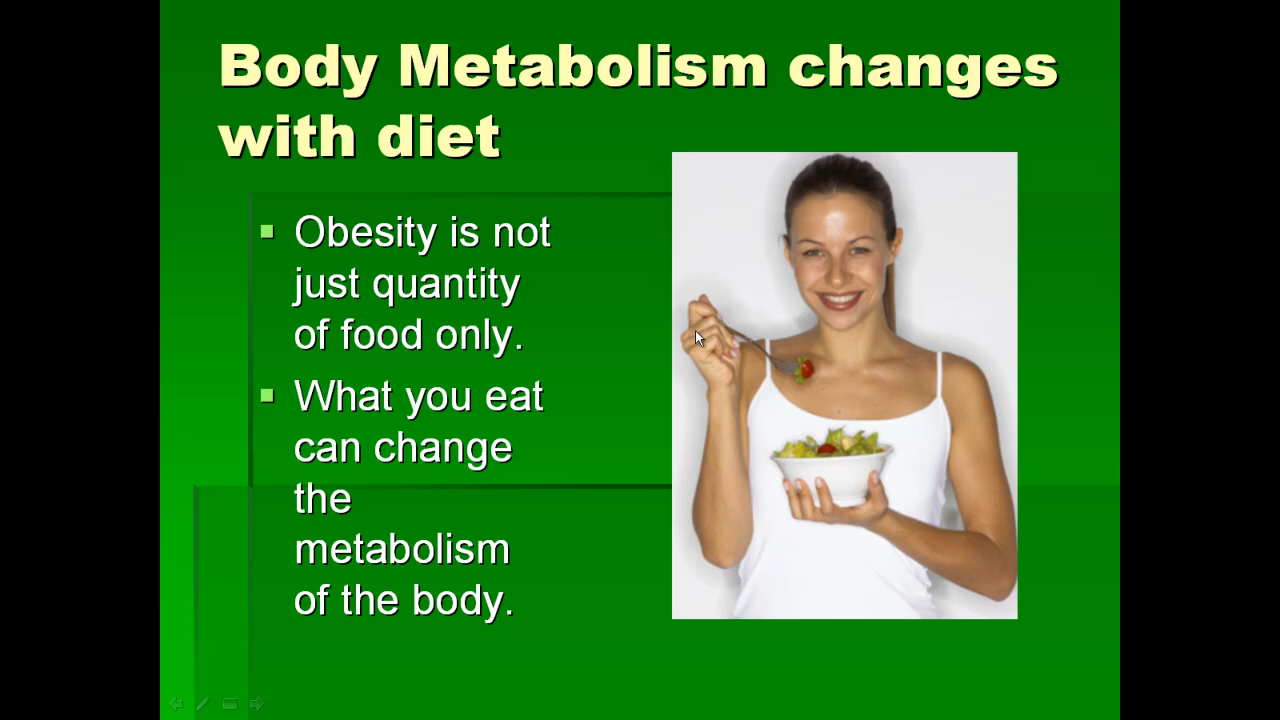 Body Metabolism changes
with diet
Obesity is not
just quantity
of food only.
What you eat
can change
the
metabolism
of the body.